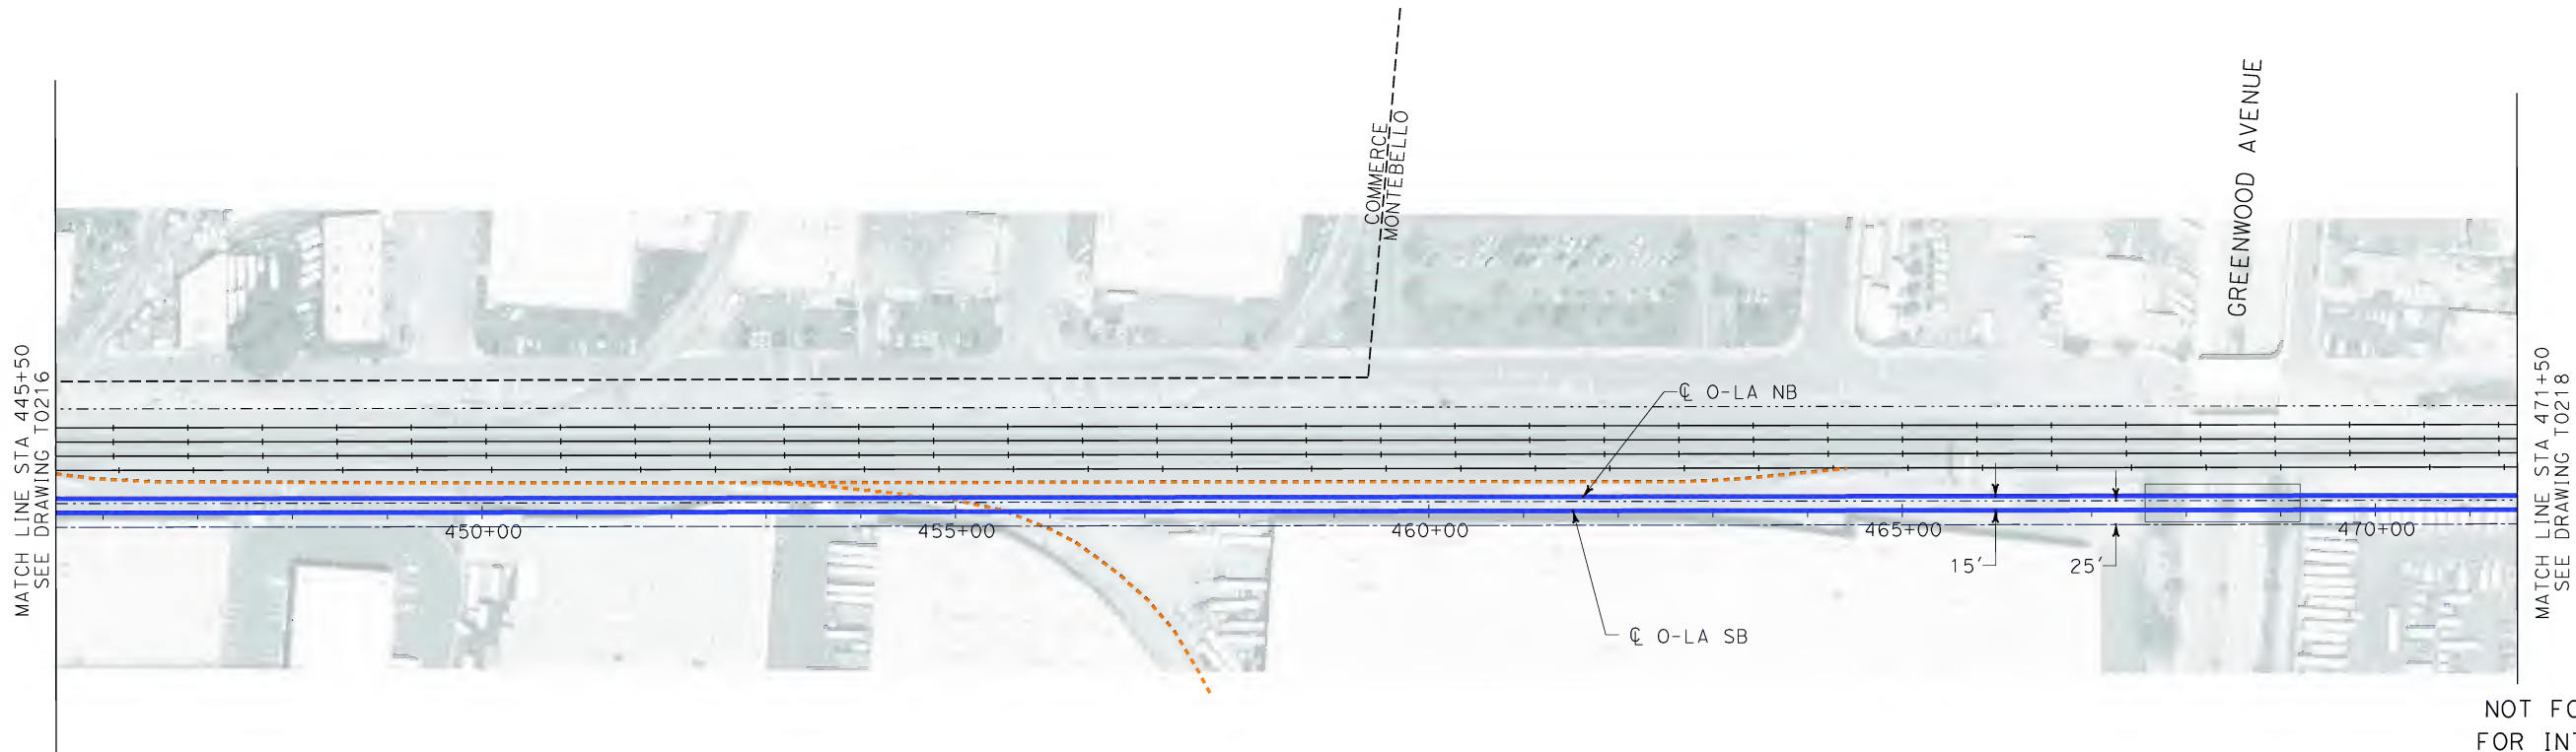 MATCH LINE STA 445+50
SEE DRAWING TO216
COMMERCE
MONTEBELLO
GREENWOOD AVENUE
℄ O-LA NB
450+00
455+00
460+00
465+00
470+00
15'
25'
℄ O-LA SB
MATCH LINE STA 471+50
SEE DRAWING TO218
NOT FO
FOR IN